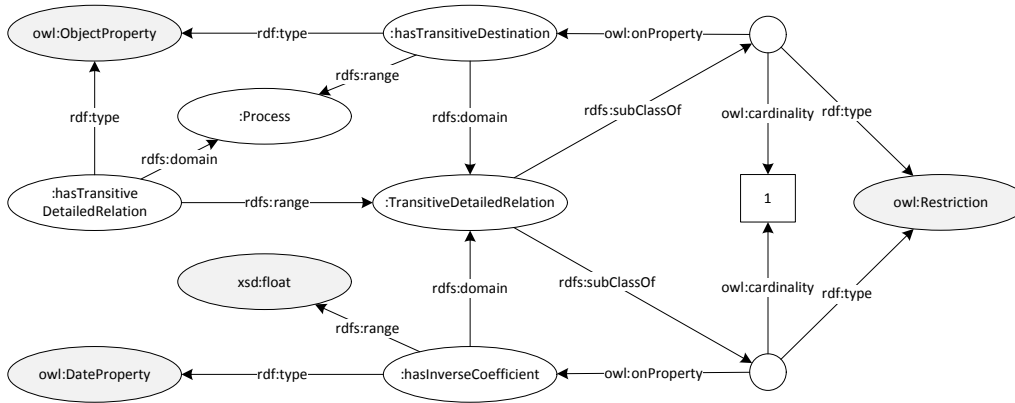 owl:ObjectProperty
rdf:type
:hasTransitiveDestination
owl:onProperty
rdfs:range
rdf:type
:Process
rdfs:domain
rdfs:subClassOf
owl:cardinality
rdf:type
rdfs:domain
:hasTransitive
DetailedRelation
rdfs:range
:TransitiveDetailedRelation
1
owl:Restriction
xsd:float
rdfs:domain
rdfs:subClassOf
owl:cardinality
rdf:type
rdfs:range
owl:DateProperty
rdf:type
:hasInverseCoefficient
owl:onProperty